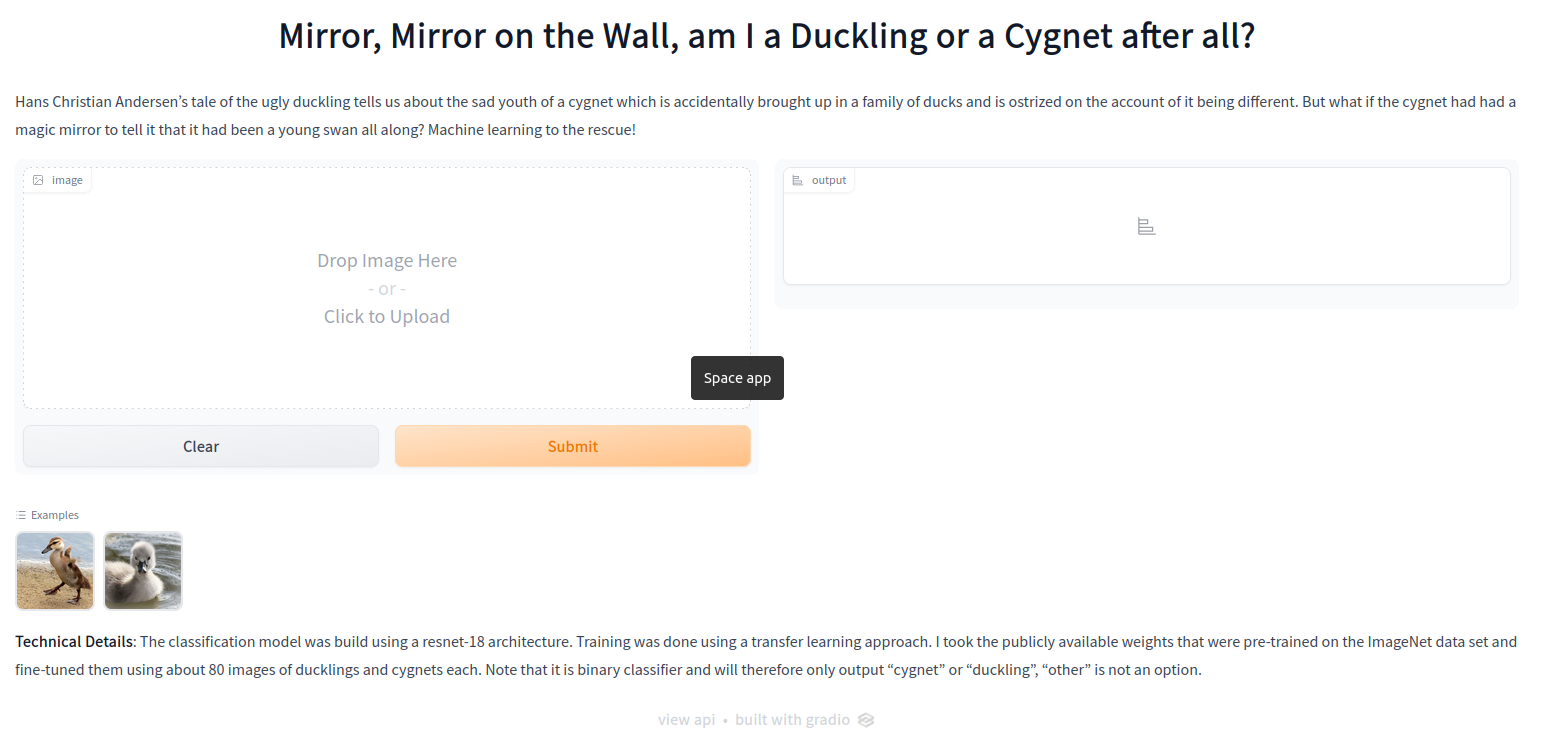 Mirror, Mirror on the Wall, am I a Duckling or a Cygnet after all?
Hans Christian Andersen’s tale of the ugly duckling tells us about the sad youth of a cygnet which is accidentally brought up in a family of ducks and is ostrized on the account of it being different. But what if the cygnet had had a
magic mirror to tell it that it had been a young swan all along? Machine learning to the rescue!
image
output
Drop Image Here
- or -
Click to Upload
Space app
Clear
Submit
Examples
Technical Details: The classification model was build using a resnet-18 architecture. Training was done using a transfer learning approach. I took the publicly available weights that were pre-trained on the ImageNet data set and
fine-tuned them using about 80 images of ducklings and cygnets each. Note that it is binary classifier and will therefore only output “cygnet” or “duckling”, “other” is not an option.
view api • built with gradio